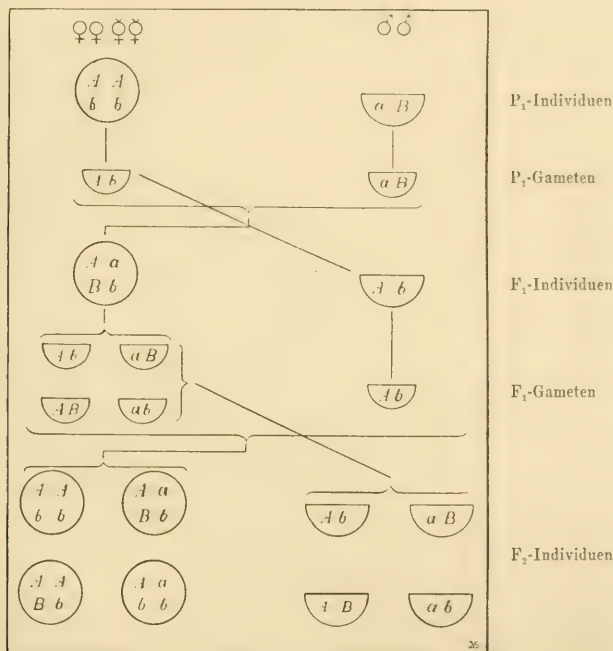 ♀♀ ☿☿ ♂♂
A A
b b
a B
P₁-Individuen
A b
a B
P₁-Gameten
A a
B b
A b
F₁-Individuen
A b
a B
A B
a b
A b
F₁-Gameten
A A
b b
A a
B b
A b
a B
F₂-Individuen
A A
B b
A a
b b
A B
a b